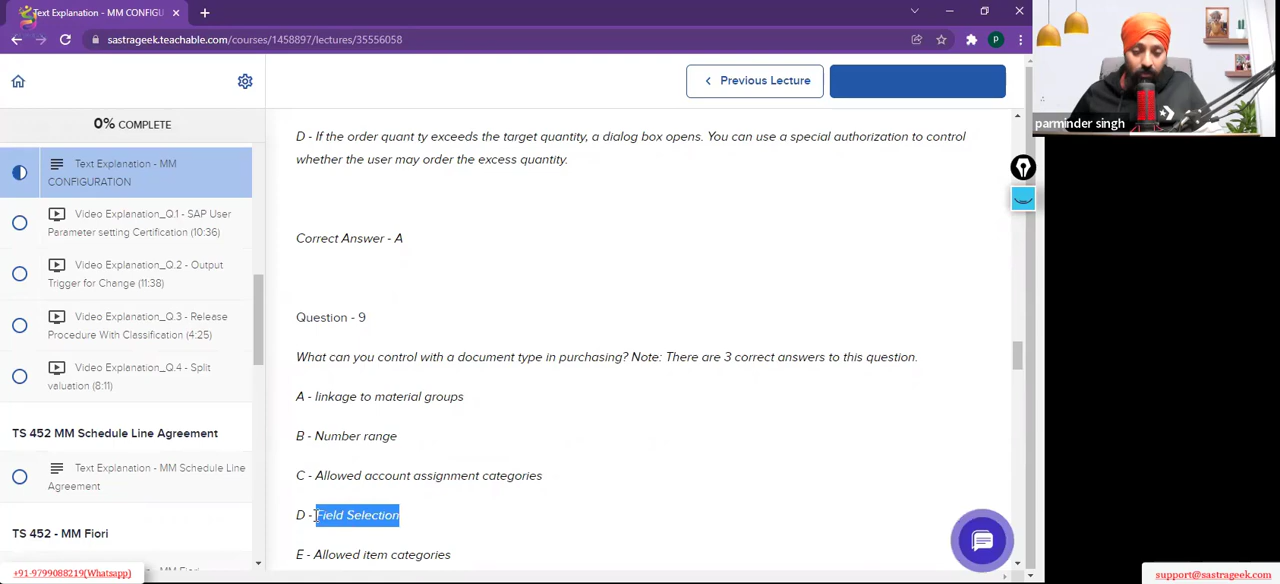 Text Explanation - MM CONFIGU
sastrageek.teachable.com/courses/1458897/lectures/35556058
P
parminder singh
Previous Lecture
0% COMPLETE
Text Explanation - MM
CONFIGURATION
Video Explanation_Q.1 - SAP User
Parameter setting Certification (10:36)
Video Explanation_Q.2 - Output
Trigger for Change (11:38)
Video Explanation_Q.3 - Release
Procedure With Classification (4:25)
Video Explanation_Q.4 - Split
valuation (8:11)
TS 452 MM Schedule Line Agreement
Text Explanation - MM Schedule Line
Agreement
TS 452 - MM Fiori
+91-9799088219(Whatsapp)
D - If the order quant ty exceeds the target quantity, a dialog box opens. You can use a special authorization to control
whether the user may order the excess quantity.
Correct Answer - A
Question - 9
What can you control with a document type in purchasing? Note: There are 3 correct answers to this question.
A - linkage to material groups
B - Number range
C - Allowed account assignment categories
D - Field Selection
E - Allowed item categories
support@sastrageek.com